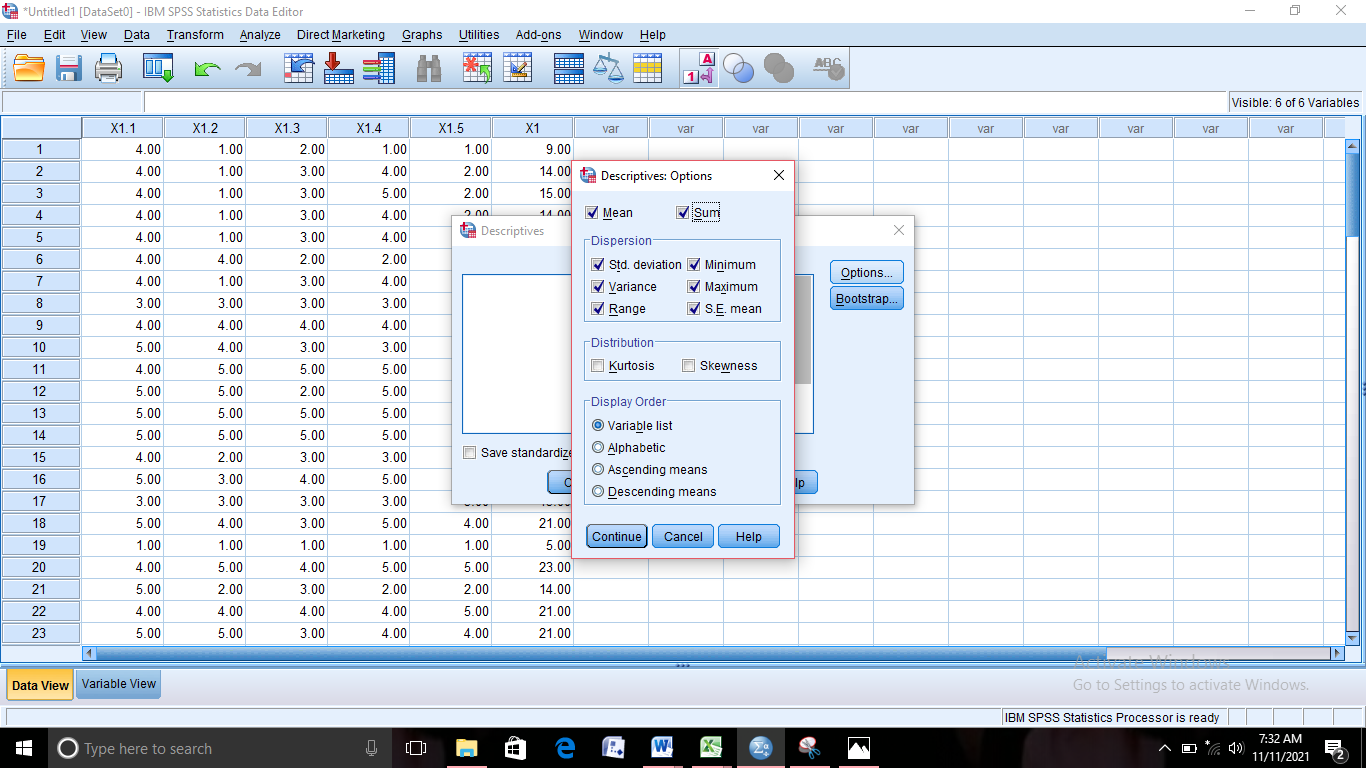 *Untitled1 [DataSet0] - IBM SPSS Statistics Data Editor
File Edit View Data Transform Analyze Direct Marketing Graphs Utilities Add-ons Window Help
Visible: 6 of 6 Variables
X1.1 X1.2 X1.3 X1.4 X1.5 X1 var var var var var var var var var var
1 4.00 1.00 2.00 1.00 1.00 9.00
2 4.00 1.00 3.00 4.00 2.00 14.00
3 4.00 1.00 3.00 5.00 2.00 15.00
4 4.00 1.00 3.00 4.00 2.00 14.00
5 4.00 1.00 3.00 4.00
6 4.00 4.00 2.00 2.00
7 4.00 1.00 3.00 4.00
8 3.00 3.00 3.00 3.00
9 4.00 4.00 4.00 4.00
10 5.00 4.00 3.00 3.00
11 4.00 5.00 5.00 5.00
12 5.00 5.00 2.00 5.00
13 5.00 5.00 5.00 5.00
14 5.00 5.00 5.00 5.00
15 4.00 2.00 3.00 3.00
16 5.00 3.00 4.00 5.00
17 3.00 3.00 3.00 3.00
18 5.00 4.00 3.00 5.00 4.00 21.00
19 1.00 1.00 1.00 1.00 1.00 5.00
20 4.00 5.00 4.00 5.00 5.00 23.00
21 5.00 2.00 3.00 2.00 2.00 14.00
22 4.00 4.00 4.00 4.00 5.00 21.00
23 5.00 5.00 3.00 4.00 4.00 21.00
Descriptives
Options...
Bootstrap...
Save standardize
Descriptives: Options
Mean Sum
Dispersion
Std. deviation Minimum
Variance Maximum
Range S.E. mean
Distribution
Kurtosis Skewness
Display Order
Variable list
Alphabetic
Ascending means
Descending means
Continue Cancel Help
Data View Variable View
Activate Windows
Go to Settings to activate Windows.
IBM SPSS Statistics Processor is ready
Type here to search
7:32 AM
11/11/2021
2